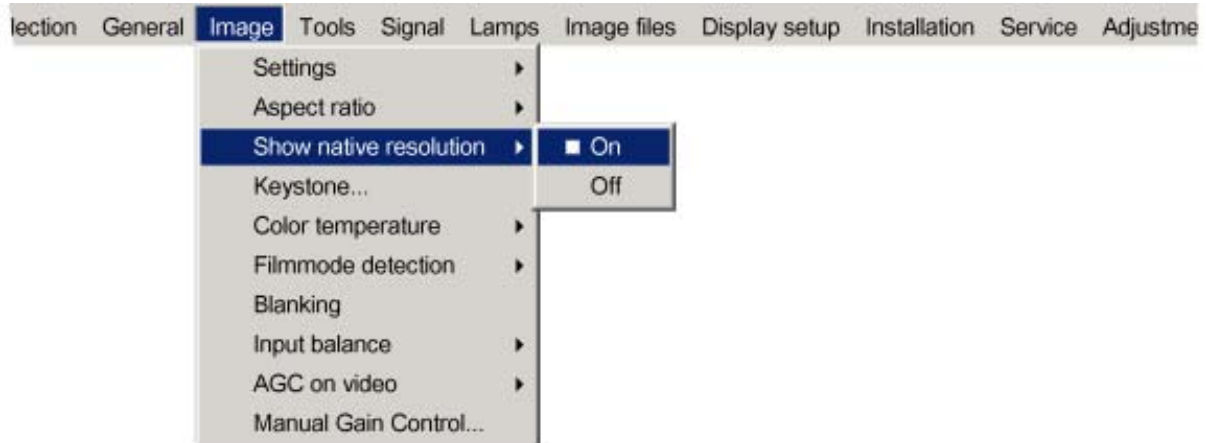 lection General Image Tools Signal Lamps Image files Display setup Installation Service Adjustme
Settings
Aspect ratio
Show native resolution
On
Off
Keystone...
Color temperature
Filmmode detection
Blanking
Input balance
AGC on video
Manual Gain Control...